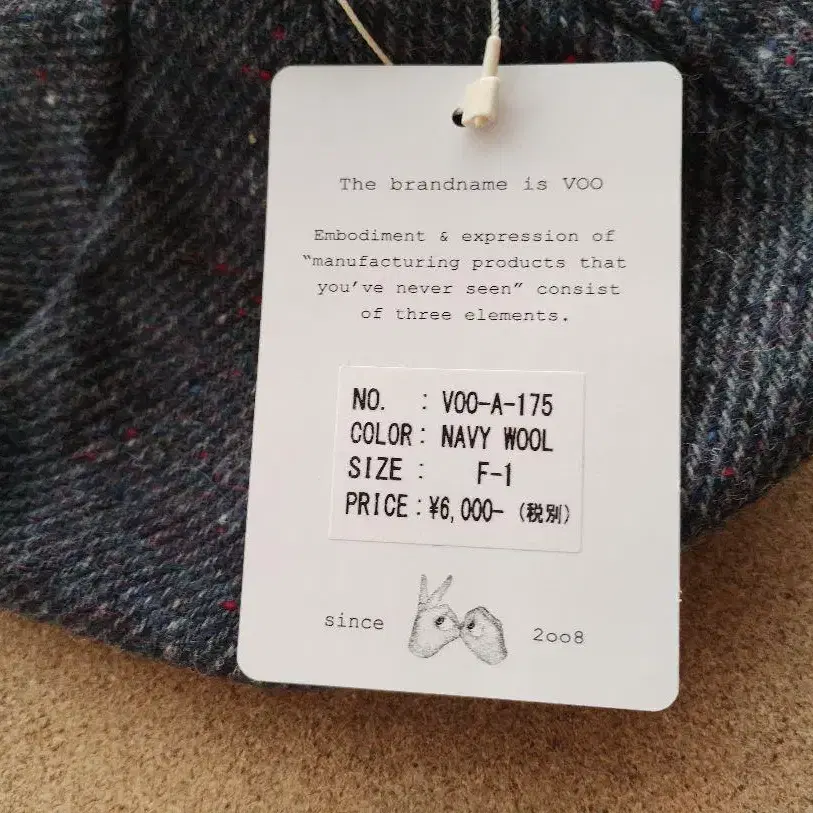 The brandname is VOO
Embodiment & expression of
“manufacturing products that
you’ve never seen” consist
of three elements.
NO. : VOO-A-175
COLOR: NAVY WOOL
SIZE : F-1
PRICE:¥6,000- (税別)
since 2oo8